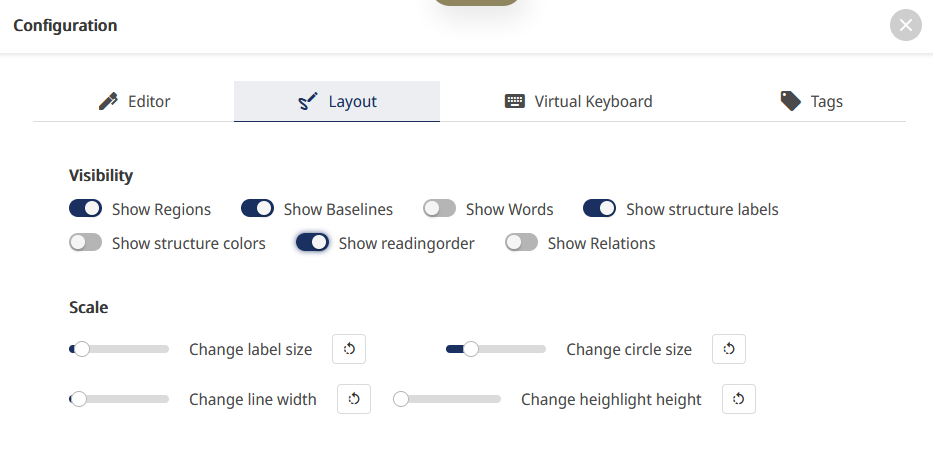 Configuration
Editor Layout Virtual Keyboard Tags
Visibility
Show Regions Show Baselines Show Words Show structure labels
Show structure colors Show readingorder Show Relations
Scale
Change label size Change circle size
Change line width Change heighlight height